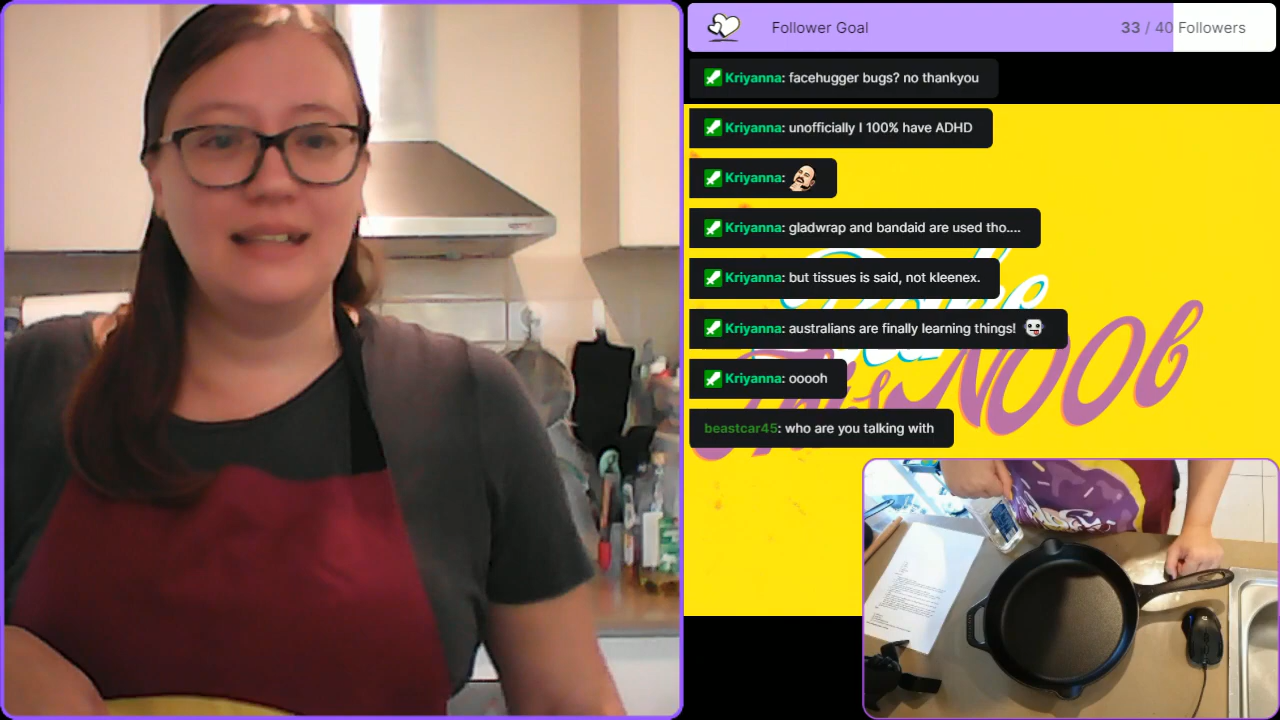 Follower Goal
33 / 40 Followers
Kriyanna: facehugger bugs? no thankyou
Kriyanna: unofficially I 100% have ADHD
Kriyanna:
Kriyanna: gladwrap and bandaid are used tho....
Kriyanna: but tissues is said, not kleenex.
Kriyanna: australians are finally learning things!
Kriyanna: ooooh
beastcar45: who are you talking with
NOOb